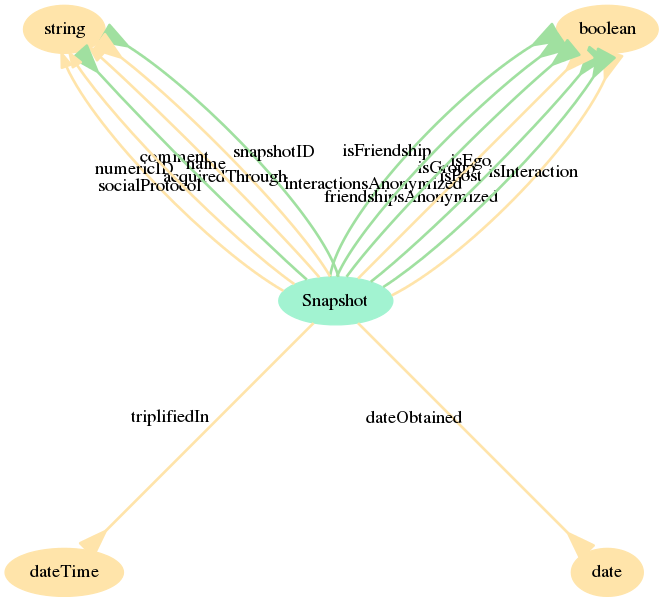 string
boolean
comment
snapshotID
isFriendship
numericID
name
isGroup
isEgo
socialProtocol
acquiredThrough
interactionsAnonymized
isPost
isInteraction
friendshipsAnonymized
Snapshot
triplifiedIn
dateObtained
dateTime
date